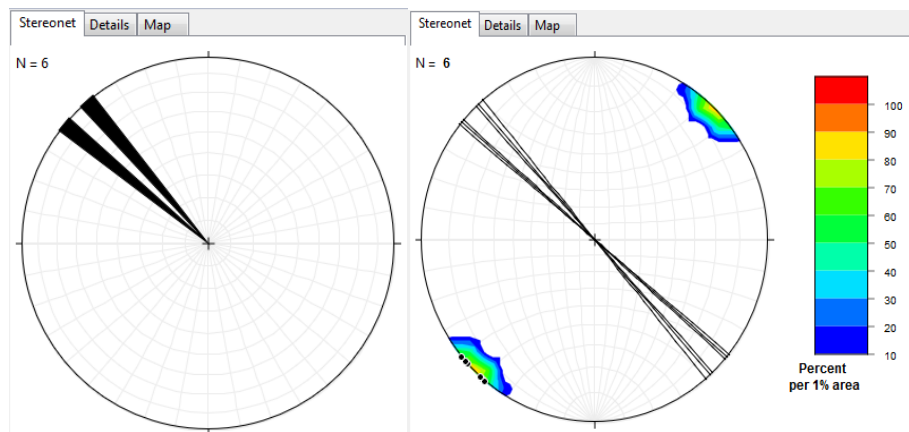 Stereonet Details Map
N = 6
Stereonet Details Map
N = 6
100
90
80
70
60
50
40
30
20
10
Percent
per 1% area